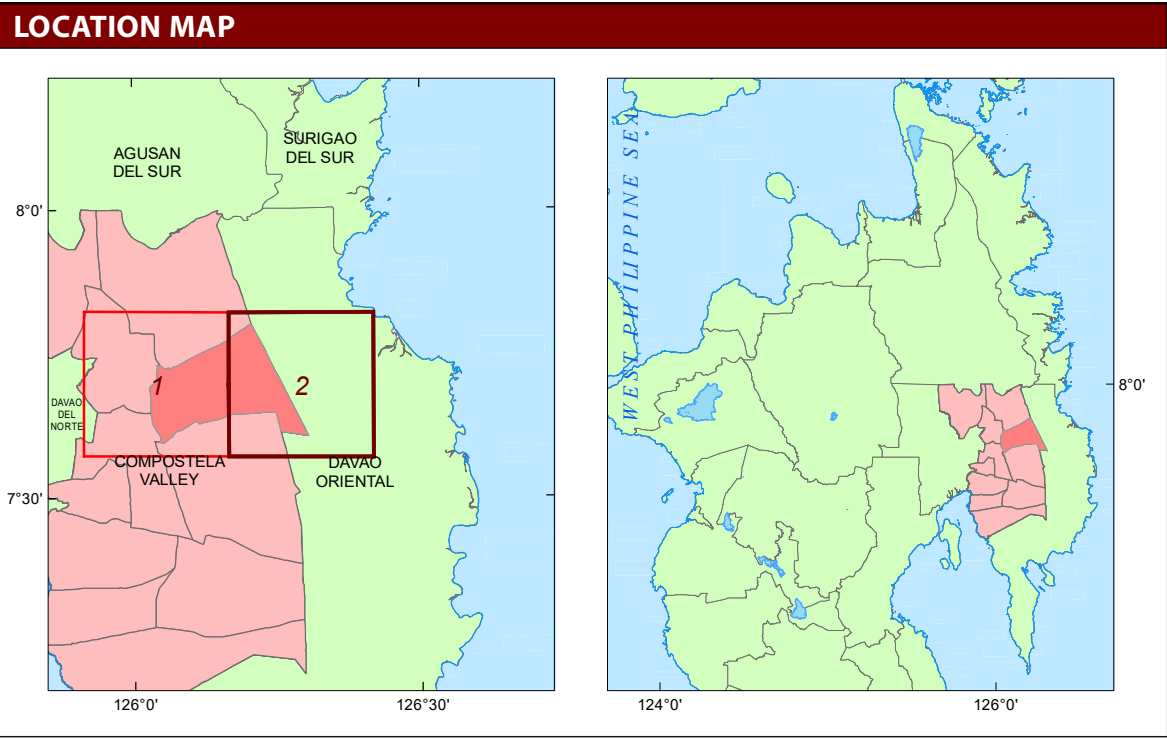 LOCATION MAP
AGUSAN
DEL SUR
SURIGAO
DEL SUR
8°0'
1
2
DAVAO
DEL
NORTE
COMPOSTELA
VALLEY
DAVAO
ORIENTAL
7°30'
126°0'
126°30'
WEST PHILIPPINE SEA
8°0'
124°0'
126°0'